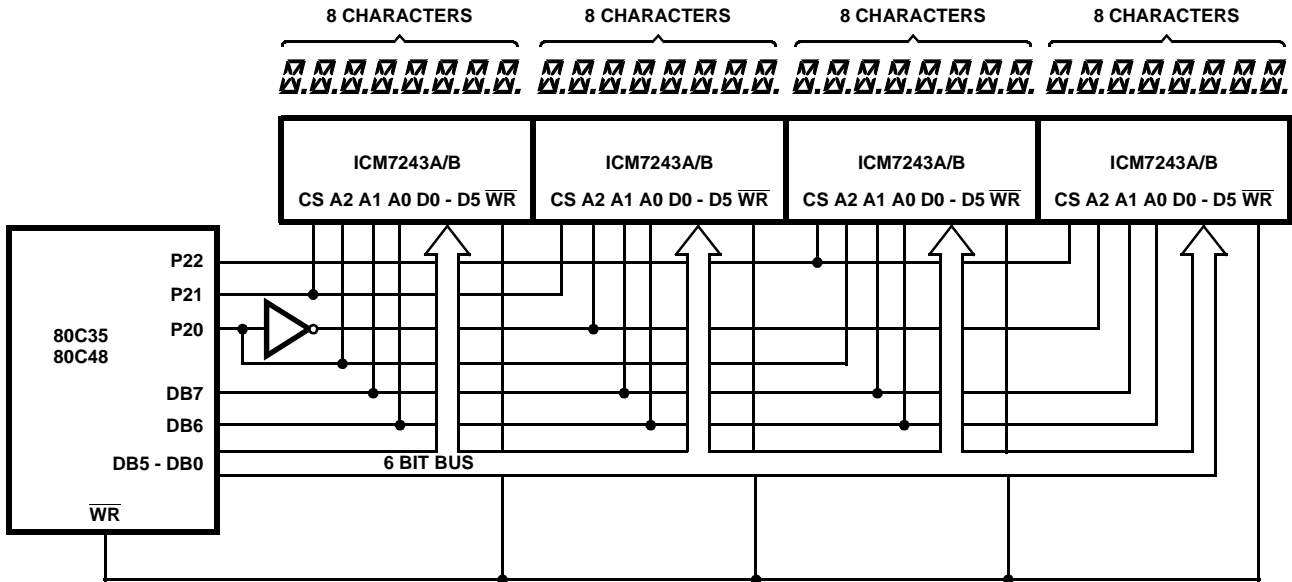 8 CHARACTERS 8 CHARACTERS 8 CHARACTERS 8 CHARACTERS
ICM7243A/B ICM7243A/B ICM7243A/B ICM7243A/B
CS A2 A1 A0 D0 - D5 WR CS A2 A1 A0 D0 - D5 WR CS A2 A1 A0 D0 - D5 WR CS A2 A1 A0 D0 - D5 WR
P22
P21
P20
80C35
80C48
DB7
DB6
DB5 - DB0 6 BIT BUS
WR